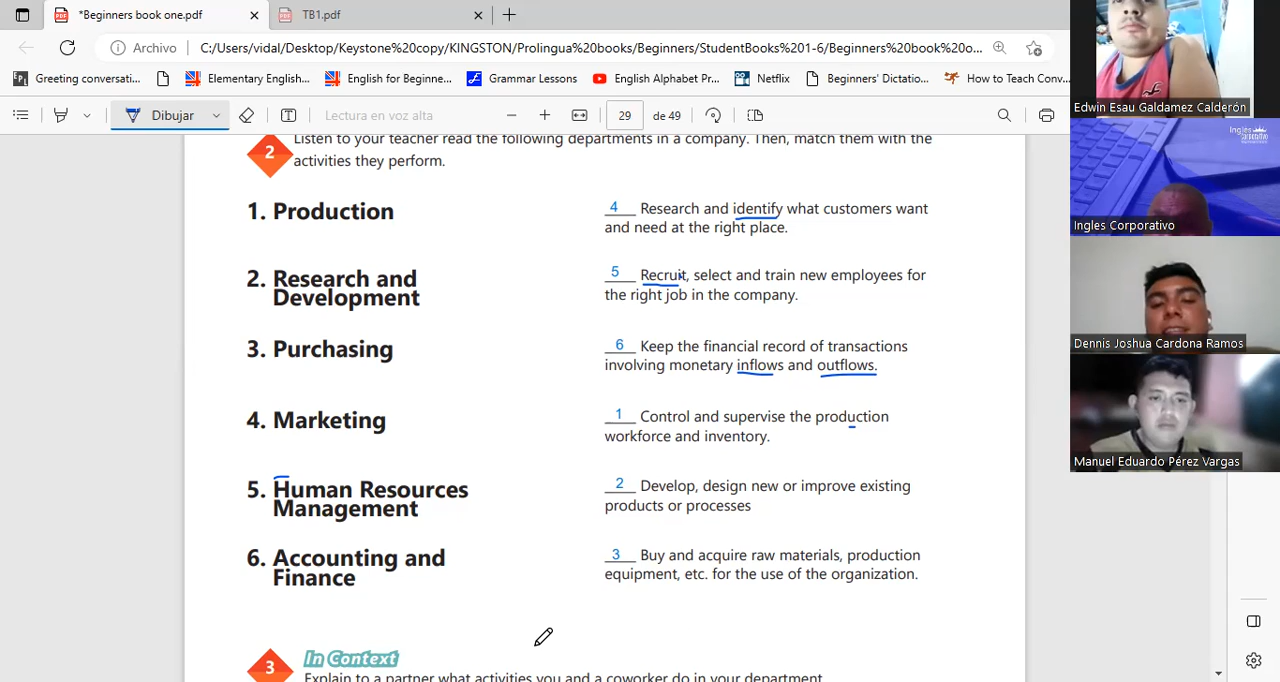 *Beginners book one.pdf
TB1.pdf
Archivo
C:/Users/vidal/Desktop/Keystone%20copy/KINGSTON/Prolingua%20books/Beginners/StudentBooks%201-6/Beginners%20book%20o...
Greeting conversati...
Elementary English...
English for Beginne...
Grammar Lessons
English Alphabet Pr...
Netflix
Beginners' Dictatio...
How to Teach Conv...
Dibujar
Lectura en voz alta
29
de 49
2
Listen to your teacher read the following departments in a company. Then, match them with the
activities they perform.
1. Production
4 Research and identify what customers want
and need at the right place.
2. Research and
Development
5 Recruit, select and train new employees for
the right job in the company.
3. Purchasing
6 Keep the financial record of transactions
involving monetary inflows and outflows.
4. Marketing
1 Control and supervise the production
workforce and inventory.
5. Human Resources
Management
2 Develop, design new or improve existing
products or processes
6. Accounting and
Finance
3 Buy and acquire raw materials, production
equipment, etc. for the use of the organization.
3
In Context
Explain to a partner what activities you and a coworker do in your department
Edwin Esau Galdamez Calderón
Ingles
Corporativo
Ingles Corporativo
Dennis Joshua Cardona Ramos
Manuel Eduardo Pérez Vargas